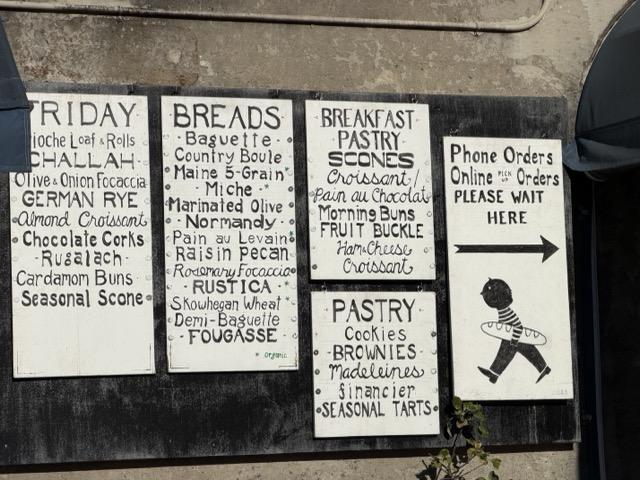 FRIDAY
Brioche Loaf & Rolls
CHALLAH
Olive & Onion Focaccia
GERMAN RYE
Almond Croissant
Chocolate Corks
Rugalach
Cardamom Buns
Seasonal Scone
BREADS
Baguette
Country Boule
Maine 5-Grain
Miche
Marinated Olive
Normandy
Pain au Levain
Raisin Pecan
Rosemary Focaccia
RUSTICA
Skowhegan Wheat
Demi-Baguette
FOUGASSE
* Organic
BREAKFAST
PASTRY
SCONES
Croissant/
Pain au Chocolat
Morning Buns
FRUIT BUCKLE
Ham & Cheese
Croissant
PASTRY
Cookies
BROWNIES
Madeleines
financier
SEASONAL TARTS
Phone Orders
Online PICK UP Orders
PLEASE WAIT
HERE